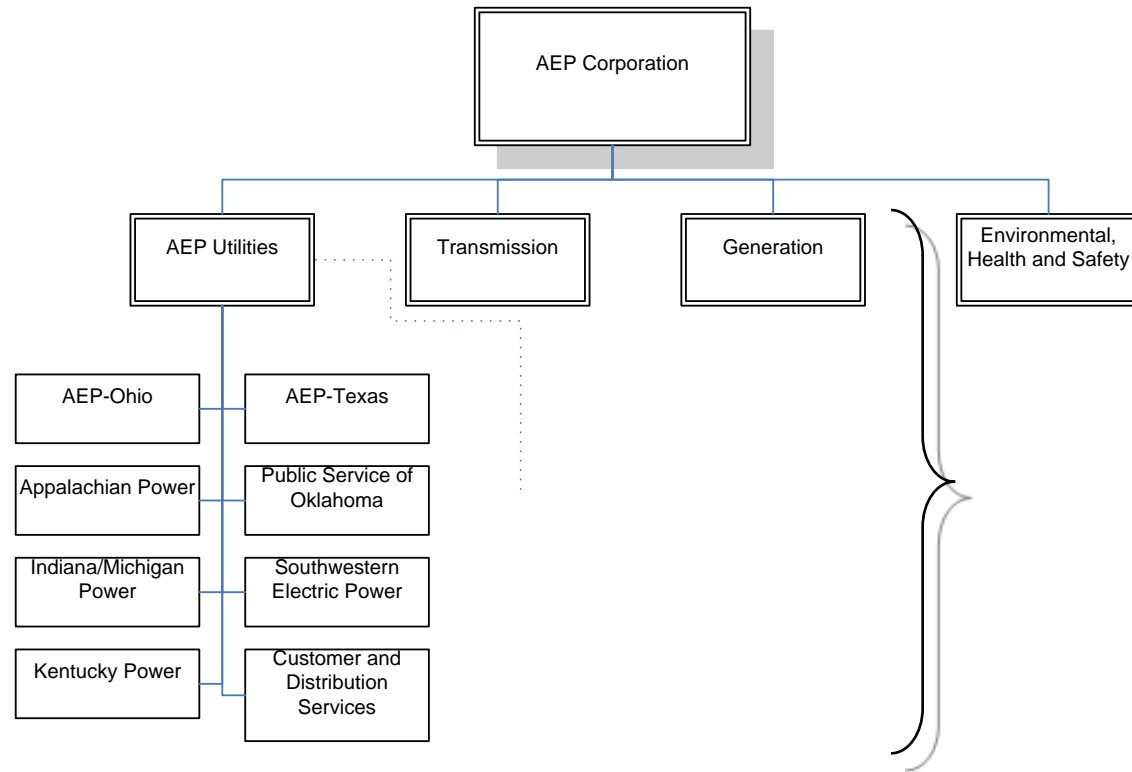 AEP Corporation
AEP Utilities
Transmission
Generation
Environmental,
Health and Safety
AEP-Ohio
AEP-Texas
Appalachian Power
Public Service of
Oklahoma
Indiana/Michigan
Power
Southwestern
Electric Power
Kentucky Power
Customer and
Distribution
Services